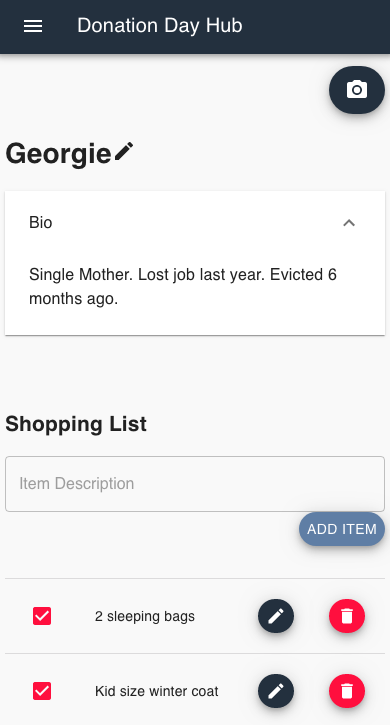 Donation Day Hub
Georgie
Bio
Single Mother. Lost job last year. Evicted 6
months ago.
Shopping List
Item Description
ADD ITEM
2 sleeping bags
Kid size winter coat